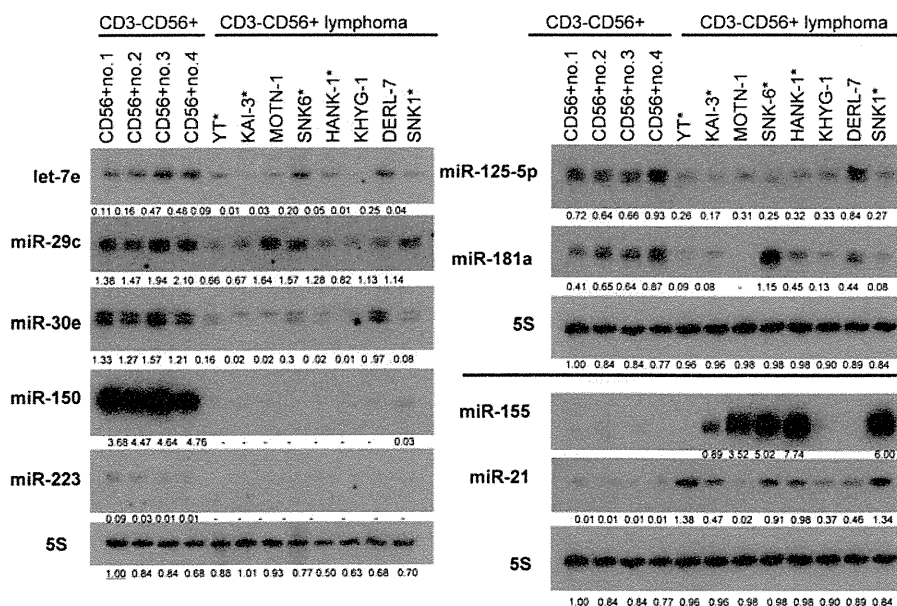 CD3-CD56+ CD3-CD56+ lymphoma
CD56+no.1 CD56+no.2 CD56+no.3 CD56+no.4 YT* KAI-3* MOTN-1 SNK6* HANK-1* KHYG-1 DERL-7 SNK1*
let-7e
0.11 0.16 0.47 0.48 0.09 0.01 0.03 0.20 0.05 0.01 0.25 0.04
miR-29c
1.38 1.47 1.94 2.10 0.66 0.67 1.64 1.57 1.28 0.82 1.13 1.14
miR-30e
1.33 1.27 1.57 1.21 0.16 0.02 0.02 0.3 0.02 0.01 0.97 0.08
miR-150
3.68 4.47 4.64 4.76 - - - - - - - 0.03
miR-223
0.09 0.03 0.01 0.01 - - - - - - - -
5S
1.00 0.84 0.84 0.68 0.88 1.01 0.93 0.77 0.50 0.63 0.68 0.70
CD3-CD56+ CD3-CD56+ lymphoma
CD56+no.1 CD56+no.2 CD56+no.3 CD56+no.4 YT* KAI-3* MOTN-1 SNK-6* HANK-1* KHYG-1 DERL-7 SNK1*
miR-125-5p
0.72 0.64 0.66 0.93 0.26 0.17 0.31 0.25 0.32 0.33 0.84 0.27
miR-181a
0.41 0.65 0.64 0.87 0.09 0.08 - 1.15 0.45 0.13 0.44 0.08
5S
1.00 0.84 0.84 0.77 0.96 0.96 0.98 0.98 0.98 0.90 0.89 0.84
miR-155
0.89 3.52 5.02 7.74 6.00
miR-21
0.01 0.01 0.01 0.01 1.38 0.47 0.02 0.91 0.98 0.37 0.46 1.34
5S
1.00 0.84 0.84 0.77 0.96 0.96 0.98 0.98 0.98 0.90 0.89 0.84